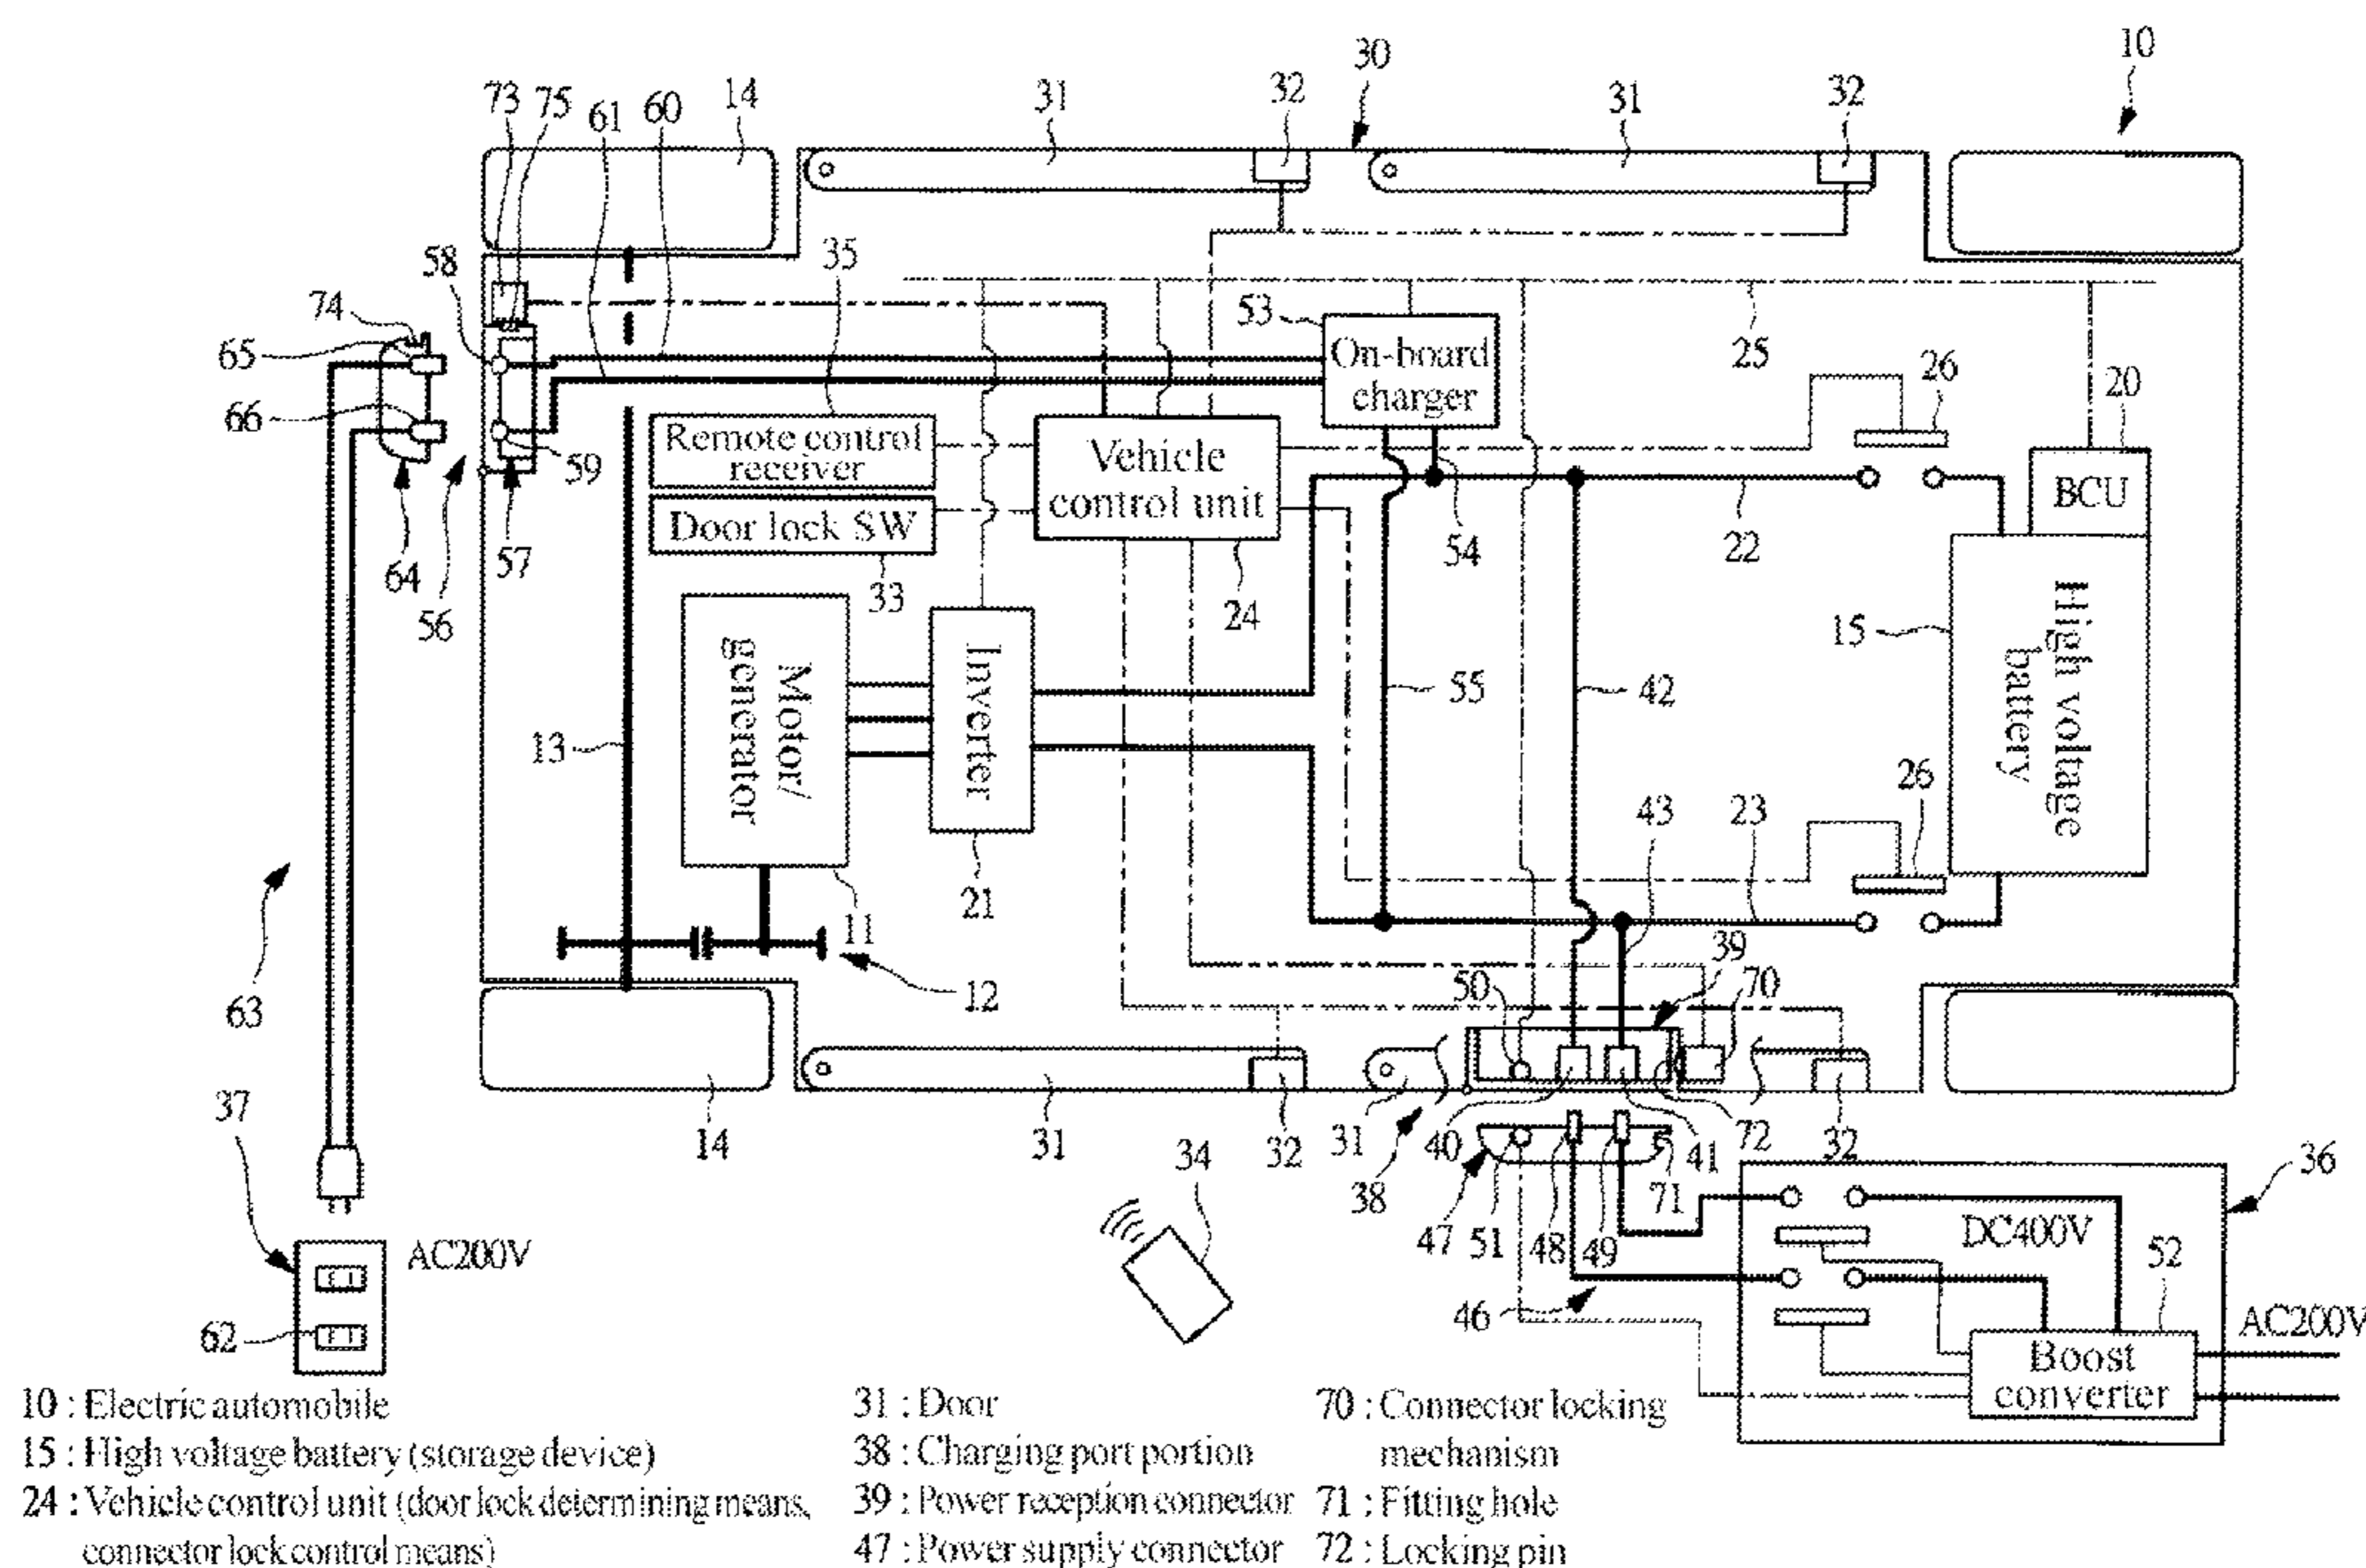 10
30
73
75
61
60
14
31
32
31
32
58
35
53
25
26
20
74
65
66
On-board
charger
Remote control
receiver
Vehicle
control unit
BCU
59
Door lock SW
57
64
56
33
24
54
22
15
High voltage
battery
Motor/
generator
Inverter
13
55
42
43
23
26
21
11
12
39
50
70
63
37
14
31
32
31
38
40
41
72
32
36
34
47
51
48
49
71
DC400V
52
46
AC200V
62
AC200V
Boost
converter
10 : Electric automobile
15 : High voltage battery (storage device)
24 : Vehicle control unit (door lock determining means,
connector lock control means)
31 : Door
38 : Charging port portion
39 : Power reception connector
47 : Power supply connector
70 : Connector locking
mechanism
71 : Fitting hole
72 : Locking pin